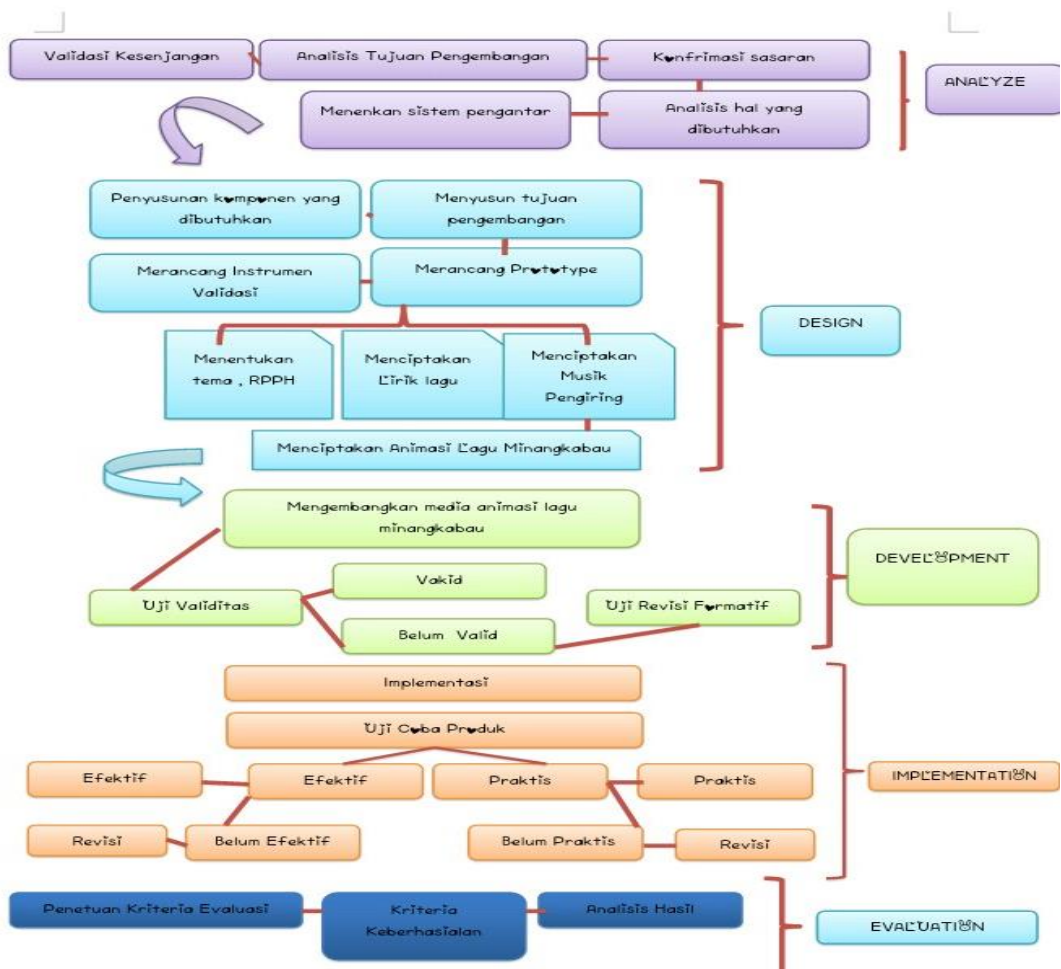 Validasi Kesenjangan
Analisis Tujuan Pengembangan
Konfrimasi sasaran
ANALYZE
Menenkan sistem pengantar
Analisis hal yang
dibutuhkan
Penyusunan komponen yang
dibutuhkan
Menyusun tujuan
pengembangan
Merancang Instrumen
Validasi
Merancang Prototype
DESIGN
Menentukan
tema , RPPH
Menciptakan
Lirik lagu
Menciptakan
Musik
Pengiring
Menciptakan Animasi Lagu Minangkabau
Mengembangkan media animasi lagu
minangkabau
DEVELOPMENT
Vakid
Uji Validitas
Uji Revisi Formatif
Belum Valid
Implementasi
Uji Coba Produk
Efektif
Efektif
Praktis
Praktis
IMPLEMENTATION
Revisi
Belum Efektif
Belum Praktis
Revisi
Penetuan Kriteria Evaluasi
Kriteria
Keberhasialan
Analisis Hasil
EVALUATION